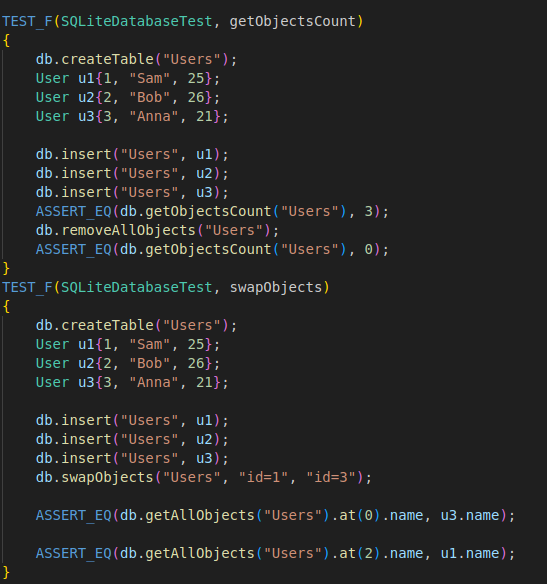 TEST_F(SQLiteDatabaseTest, getObjectsCount)
{
    db.createTable("Users");
    User u1{1, "Sam", 25};
    User u2{2, "Bob", 26};
    User u3{3, "Anna", 21};

    db.insert("Users", u1);
    db.insert("Users", u2);
    db.insert("Users", u3);
    ASSERT_EQ(db.getObjectsCount("Users"), 3);
    db.removeAllObjects("Users");
    ASSERT_EQ(db.getObjectsCount("Users"), 0);
}
TEST_F(SQLiteDatabaseTest, swapObjects)
{
    db.createTable("Users");
    User u1{1, "Sam", 25};
    User u2{2, "Bob", 26};
    User u3{3, "Anna", 21};

    db.insert("Users", u1);
    db.insert("Users", u2);
    db.insert("Users", u3);
    db.swapObjects("Users", "id=1", "id=3");

    ASSERT_EQ(db.getAllObjects("Users").at(0).name, u3.name);

    ASSERT_EQ(db.getAllObjects("Users").at(2).name, u1.name);
}